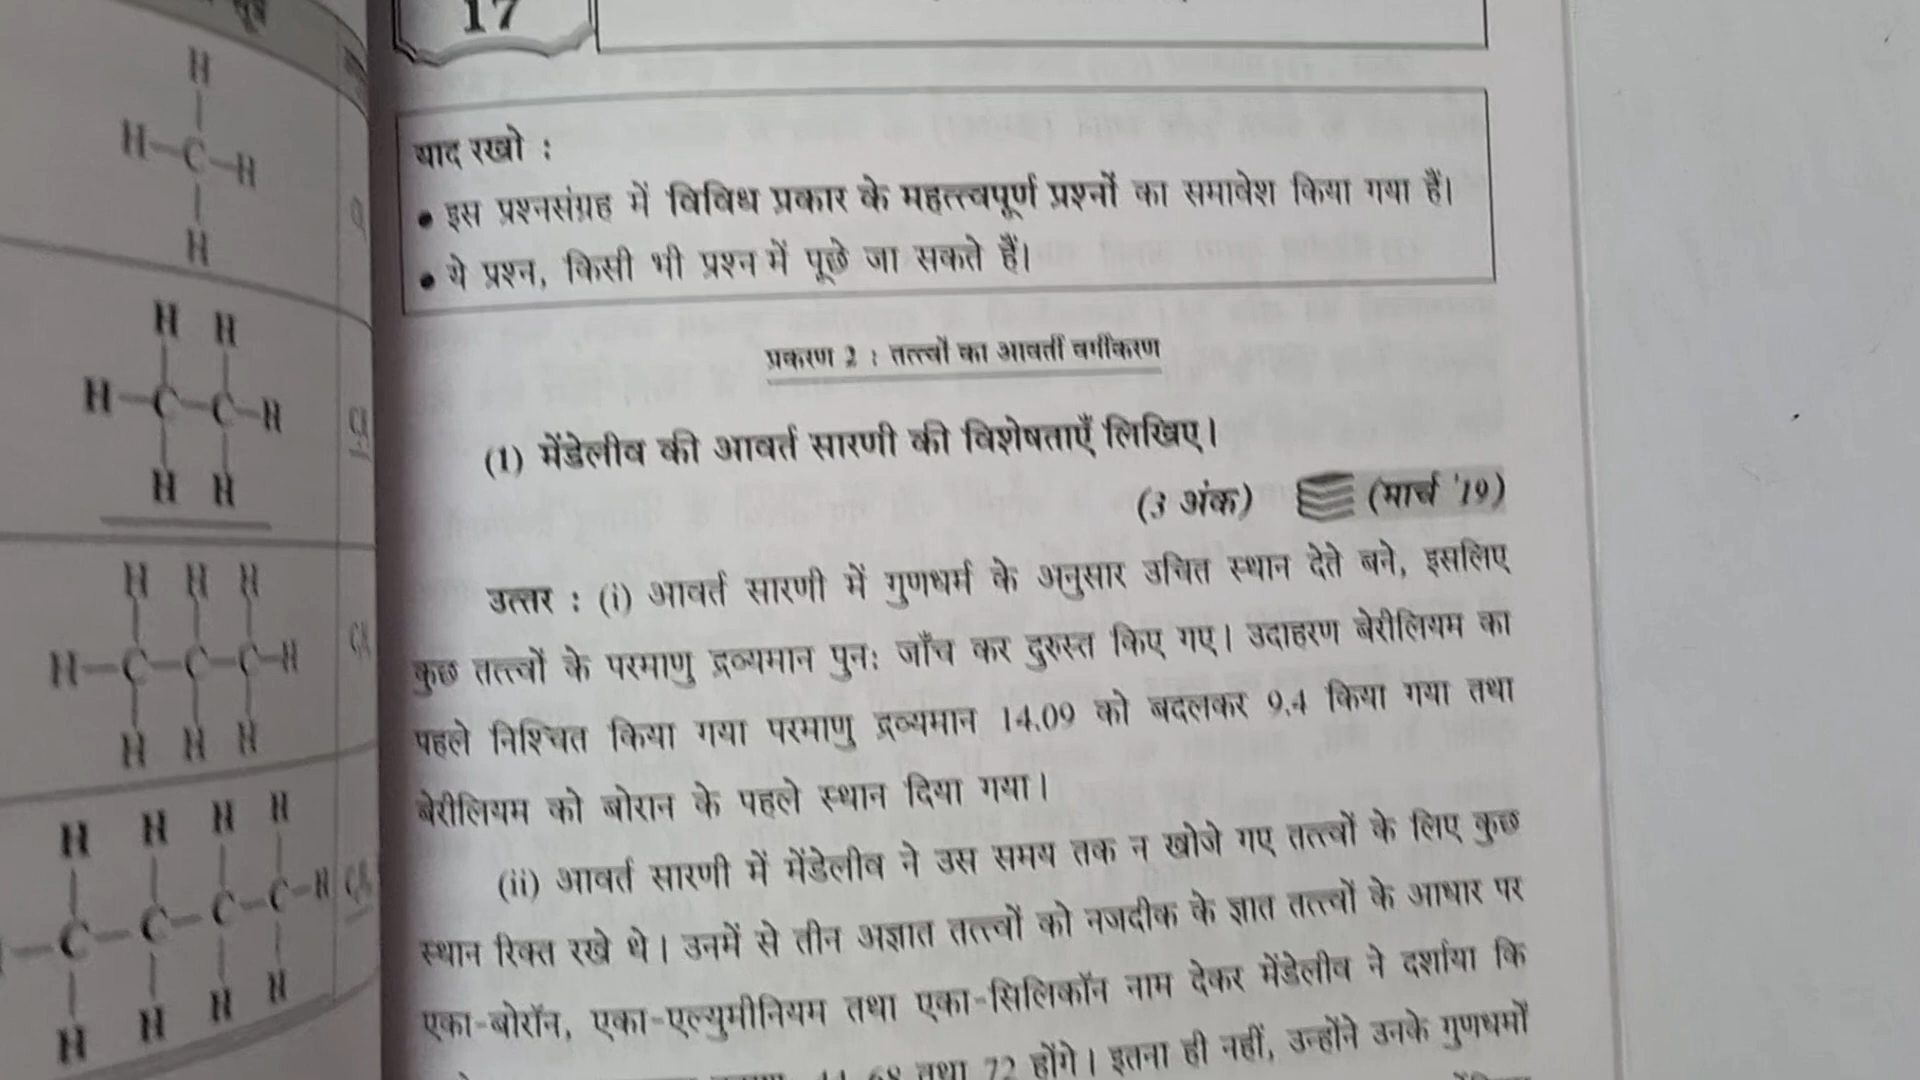 17
याद रखो :
• इस प्रश्नसंग्रह में विविध प्रकार के महत्त्वपूर्ण प्रश्नों का समावेश किया गया हैं।
• ये प्रश्न, किसी भी प्रश्न में पूछे जा सकते हैं।
प्रकरण 2 : तत्त्वों का आवर्ती वर्गीकरण
(1) मेंडेलीव की आवर्त सारणी की विशेषताएँ लिखिए।
(3 अंक) (मार्च '19)
उत्तर : (i) आवर्त सारणी में गुणधर्म के अनुसार उचित स्थान देते बने, इसलिए
कुछ तत्त्वों के परमाणु द्रव्यमान पुनः जाँच कर दुरुस्त किए गए। उदाहरण बेरीलियम का
पहले निश्चित किया गया परमाणु द्रव्यमान 14.09 को बदलकर 9.4 किया गया तथा
बेरीलियम को बोरान के पहले स्थान दिया गया।
(ii) आवर्त सारणी में मेंडेलीव ने उस समय तक न खोजे गए तत्त्वों के लिए कुछ
स्थान रिक्त रखे थे। उनमें से तीन अज्ञात तत्त्वों को नजदीक के ज्ञात तत्त्वों के आधार पर
एका-बोरॉन, एका-एल्युमीनियम तथा एका-सिलिकॉन नाम देकर मेंडेलीव ने दर्शाया कि
44, 68 तथा 72 होंगे। इतना ही नहीं, उन्होंने उनके गुणधर्मों
H
H-C-H
H
H H
H-C-C-H
H H
H H H
H-C-C-C-H
H H H
H H H H
-C-C-C-C-H
H H H H